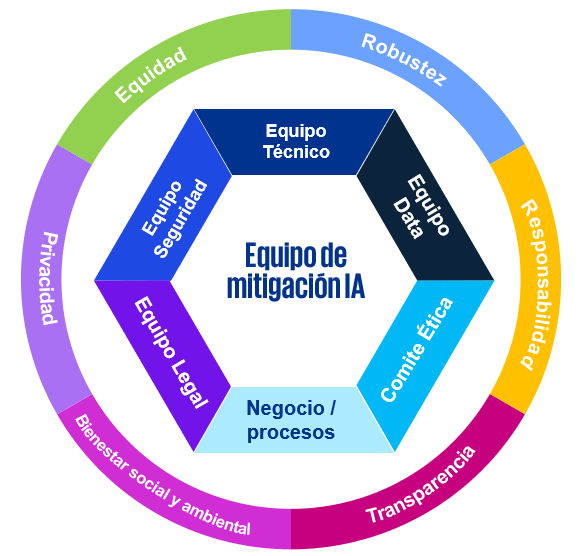 Equidad
Robustez
Responsabilidad
Transparencia
Bienestar social y ambiental
Privacidad
Equipo
Técnico
Equipo
Data
Comite Ética
Negocio /
procesos
Equipo Legal
Equipo
Seguridad
Equipo de
mitigación IA